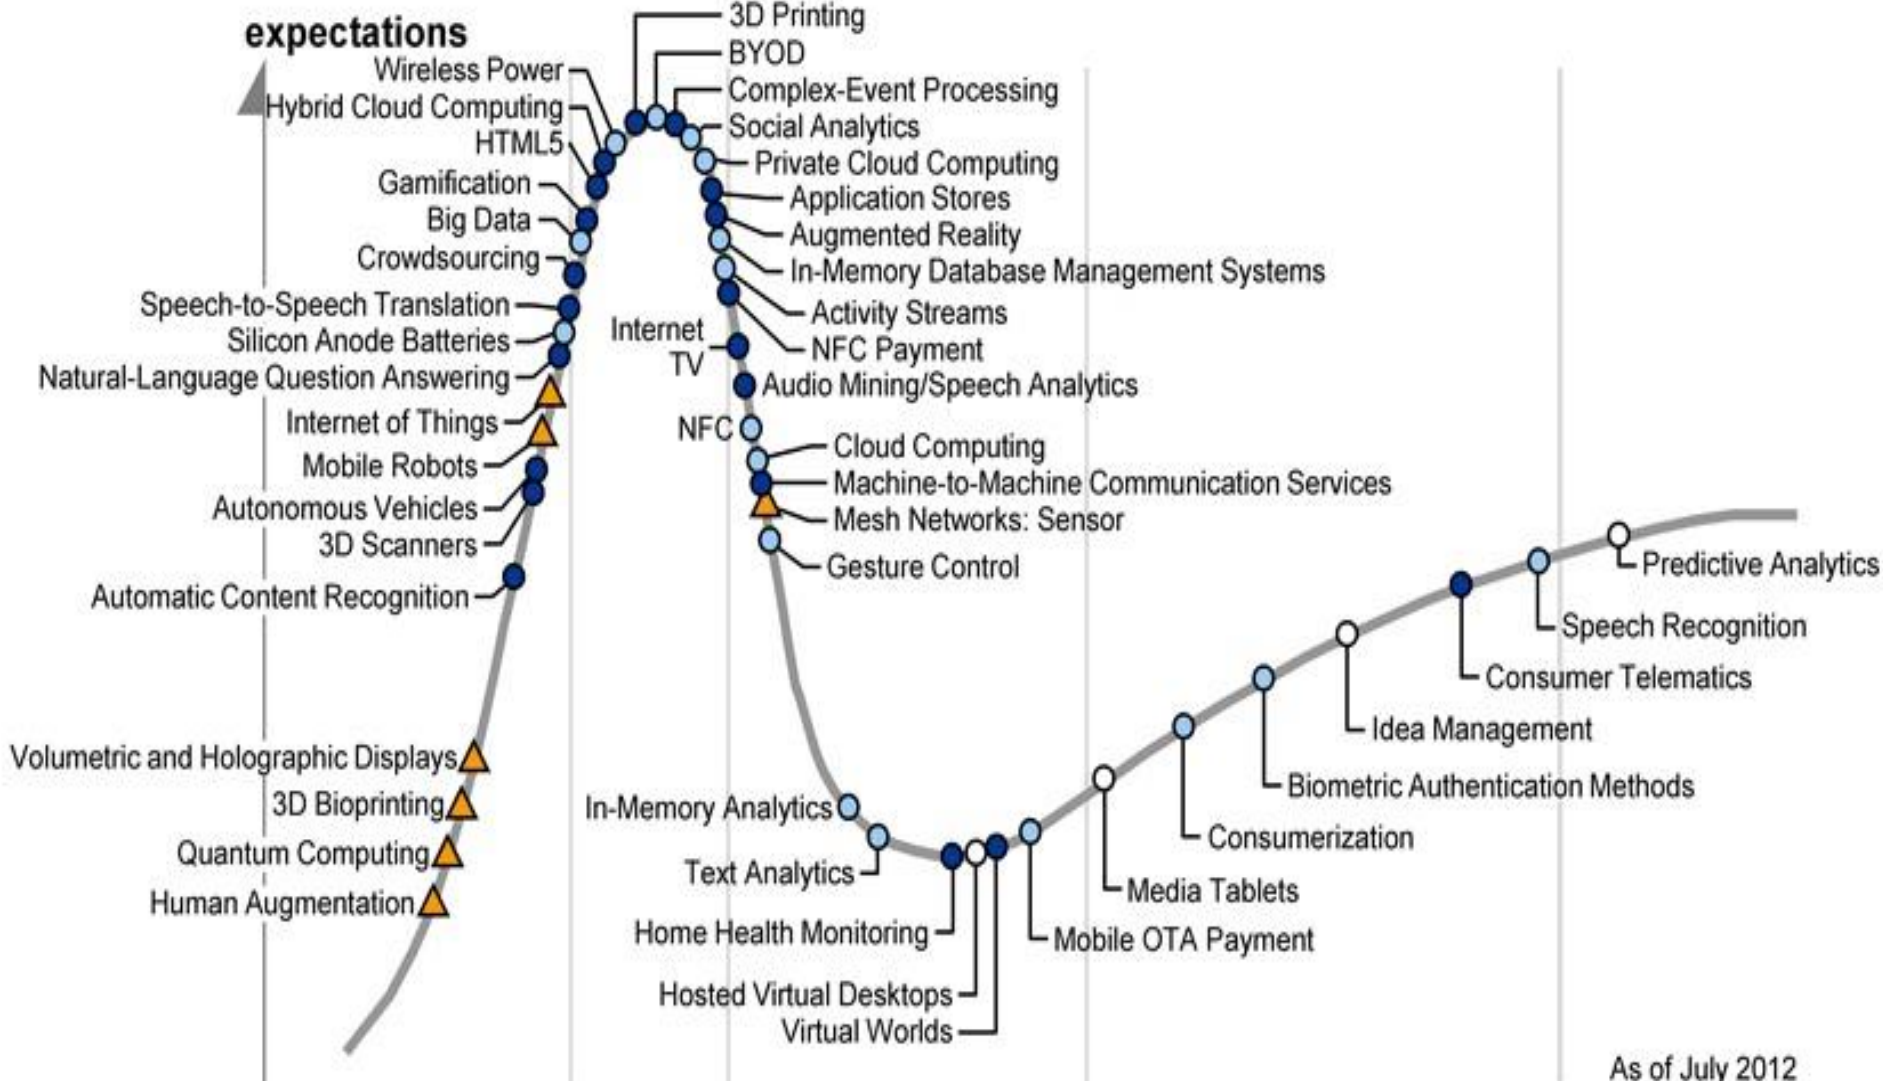 expectations
3D Printing
BYOD
Wireless Power
Complex-Event Processing
Hybrid Cloud Computing
Social Analytics
HTML5
Private Cloud Computing
Gamification
Application Stores
Big Data
Augmented Reality
Crowdsourcing
In-Memory Database Management Systems
Speech-to-Speech Translation
Activity Streams
Silicon Anode Batteries
Internet
TV
NFC Payment
Natural-Language Question Answering
Audio Mining/Speech Analytics
Internet of Things
NFC
Cloud Computing
Mobile Robots
Machine-to-Machine Communication Services
Autonomous Vehicles
Mesh Networks: Sensor
3D Scanners
Gesture Control
Automatic Content Recognition
Predictive Analytics
Speech Recognition
Consumer Telematics
Idea Management
Volumetric and Holographic Displays
Biometric Authentication Methods
3D Bioprinting
In-Memory Analytics
Consumerization
Quantum Computing
Text Analytics
Media Tablets
Human Augmentation
Home Health Monitoring
Mobile OTA Payment
Hosted Virtual Desktops
Virtual Worlds
As of July 2012